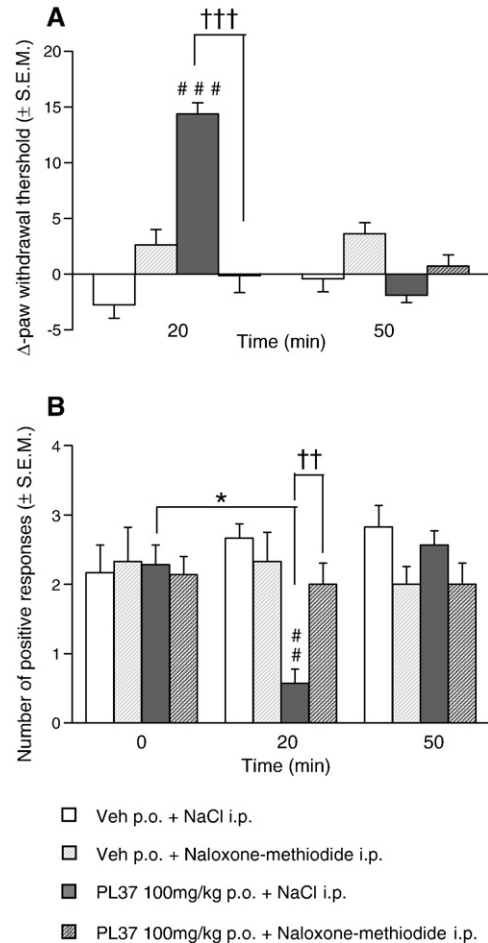 A
†††
Δ-paw withdrawal thershold (± S.E.M.)
20
15
10
5
0
-5
# # #
20
50
Time (min)
B
Number of positive responses (± S.E.M.)
4
3
2
1
0
††
*
#
#
0
20
50
Time (min)
Veh p.o. + NaCl i.p.
Veh p.o. + Naloxone-methiodide i.p.
PL37 100mg/kg p.o. + NaCl i.p.
PL37 100mg/kg p.o. + Naloxone-methiodide i.p.